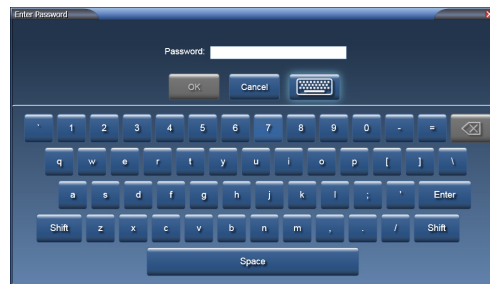 Enter Password
Password:
OK Cancel
` 1 2 3 4 5 6 7 8 9 0 - =
q w e r t y u i o p [ ] \
a s d f g h j k l ; ' Enter
Shift z x c v b n m , . / Shift
Space